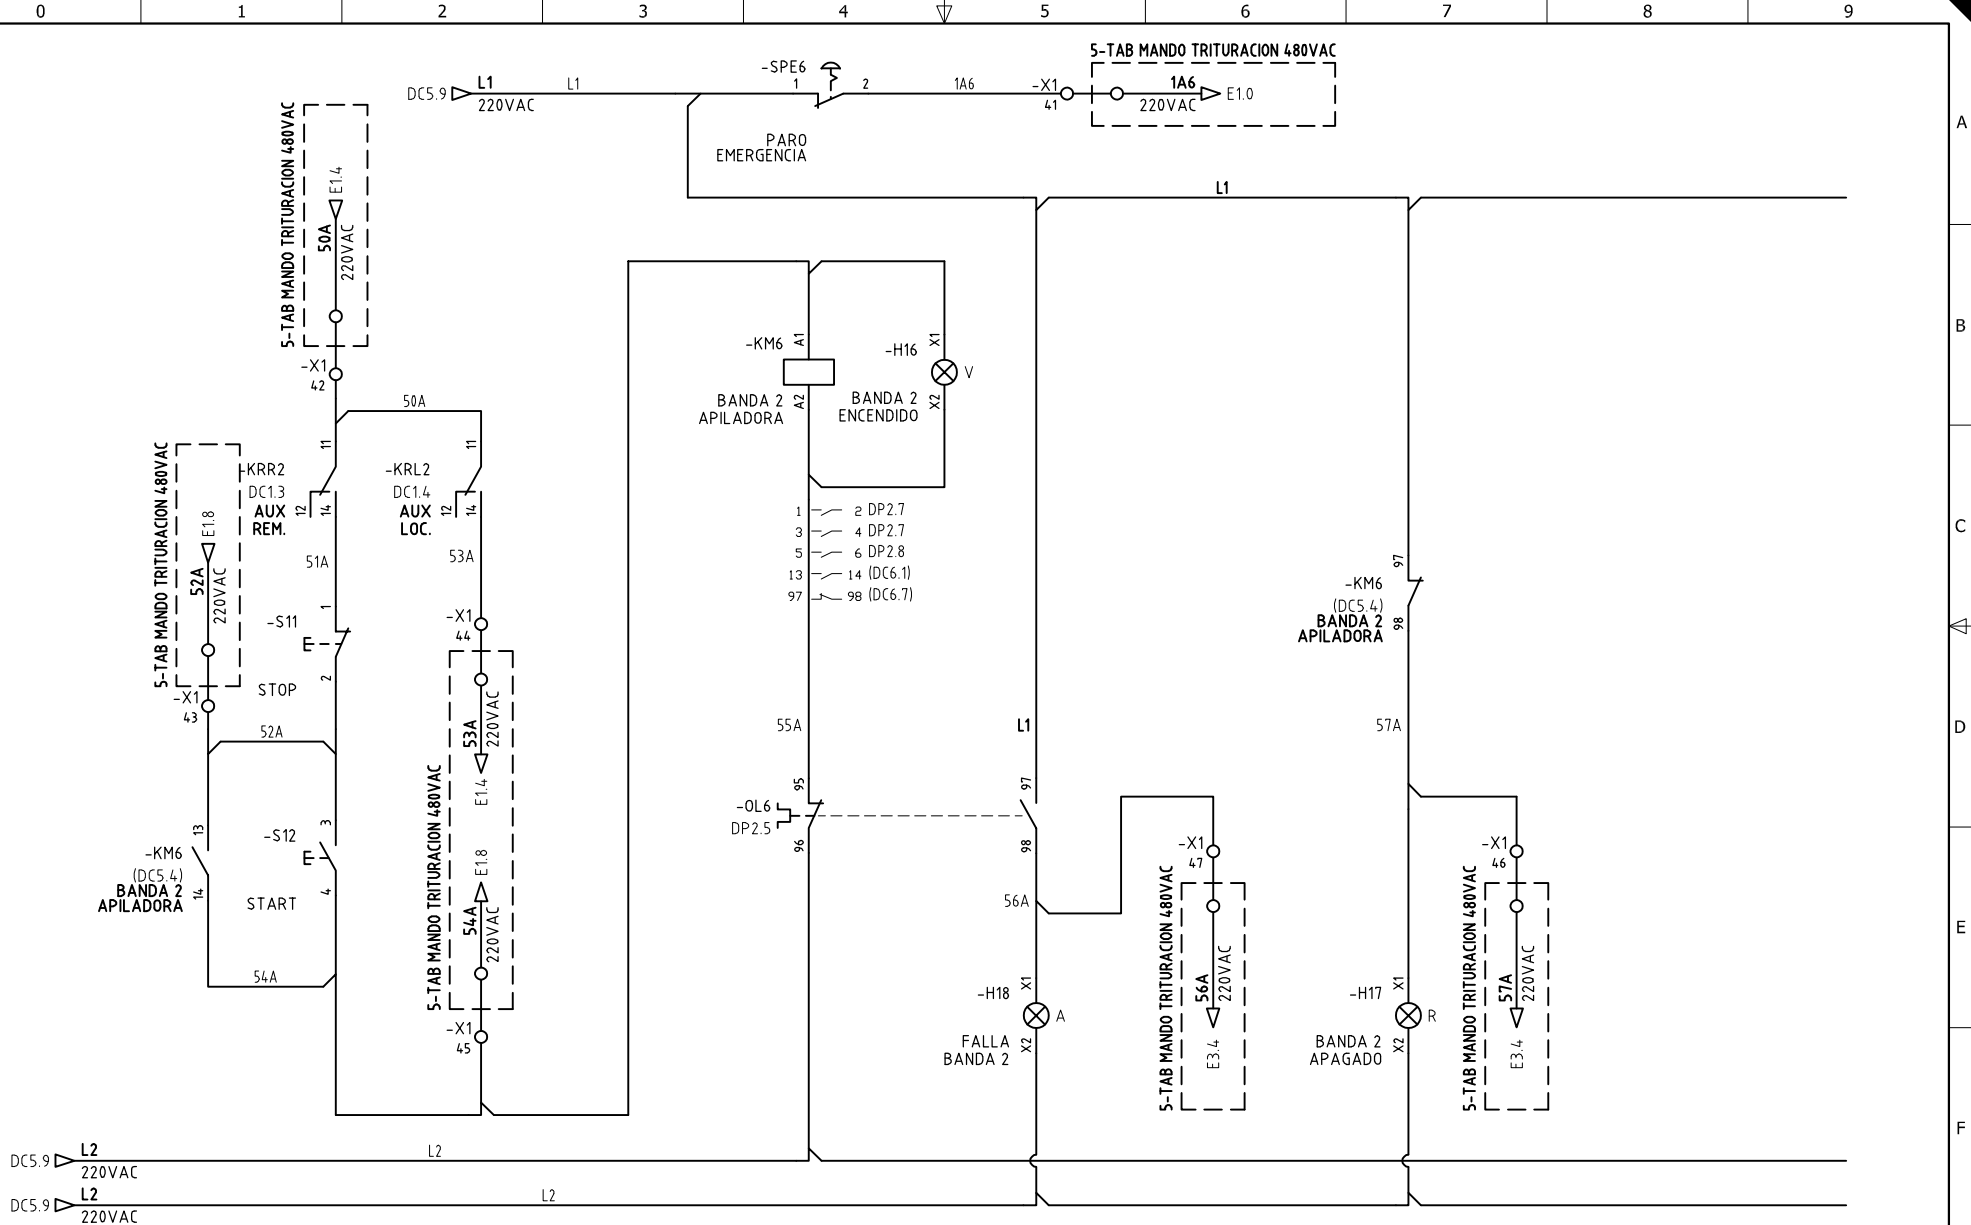 0 1 2 3 4 5 6 7 8 9
A
B
C
D
E
F
5-TAB MANDO TRITURACION 480VAC
DC5.9 L1 220VAC L1
-SPE6 1 2
PARO
EMERGENCIA
1A6 -X1 41 1A6 220VAC E1.0
L1
5-TAB MANDO TRITURACION 480VAC
E1.4
50A
220VAC
-X1
42
50A
11
-KRR2
DC1.3
AUX
REM.
12 14
51A
11
-KRL2
DC1.4
AUX
LOC.
12 14
53A
5-TAB MANDO TRITURACION 480VAC
E1.8
52A
220VAC
-X1
43
52A
1
-S11
2
STOP
13
-KM6
(DC5.4)
BANDA 2
APILADORA
14
3
-S12
4
START
54A
-X1
44
5-TAB MANDO TRITURACION 480VAC
53A
220VAC
E1.4
E1.8
54A
220VAC
-X1
45
-KM6
A1
A2
BANDA 2
APILADORA
-H16
X1
V
X2
BANDA 2
ENCENDIDO
1 2 DP2.7
3 4 DP2.7
5 6 DP2.8
13 14 (DC6.1)
97 98 (DC6.7)
55A
95
-OL6
DP2.5
96
L1
97
98
56A
-H18
X1
A
X2
FALLA
BANDA 2
-X1
47
5-TAB MANDO TRITURACION 480VAC
56A
220VAC
E3.4
97
-KM6
(DC5.4)
BANDA 2
APILADORA
98
57A
-H17
X1
R
X2
BANDA 2
APAGADO
-X1
46
5-TAB MANDO TRITURACION 480VAC
57A
220VAC
E3.4
DC5.9 L2 220VAC L2
DC5.9 L2 220VAC L2